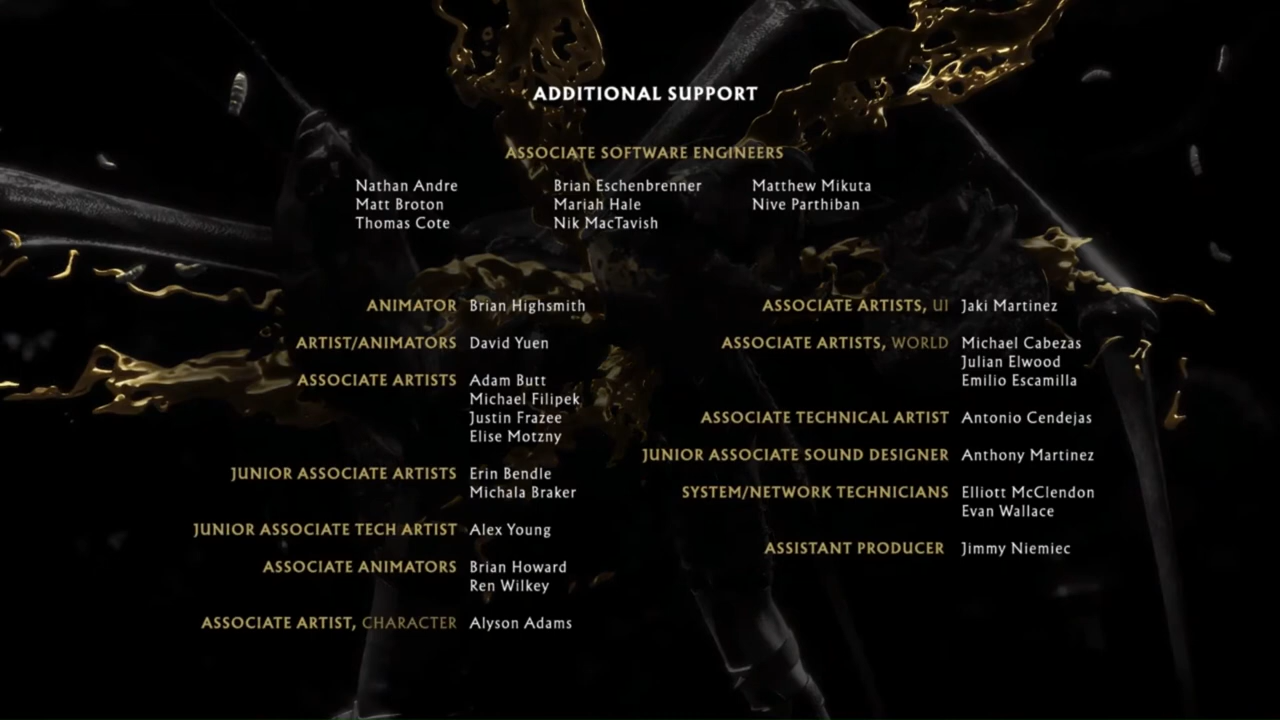 ADDITIONAL SUPPORT
ASSOCIATE SOFTWARE ENGINEERS
Nathan Andre
Matt Broton
Thomas Cote
Brian Eschenbrenner
Mariah Hale
Nik MacTavish
Matthew Mikuta
Nive Parthiban
ANIMATOR Brian Highsmith
ARTIST/ANIMATORS David Yuen
ASSOCIATE ARTISTS Adam Butt
Michael Filipek
Justin Frazee
Elise Motzny
JUNIOR ASSOCIATE ARTISTS Erin Bendle
Michala Braker
JUNIOR ASSOCIATE TECH ARTIST Alex Young
ASSOCIATE ANIMATORS Brian Howard
Ren Wilkey
ASSOCIATE ARTIST, CHARACTER Alyson Adams
ASSOCIATE ARTISTS, UI Jaki Martinez
ASSOCIATE ARTISTS, WORLD Michael Cabezas
Julian Elwood
Emilio Escamilla
ASSOCIATE TECHNICAL ARTIST Antonio Cendejas
JUNIOR ASSOCIATE SOUND DESIGNER Anthony Martinez
SYSTEM/NETWORK TECHNICIANS Elliott McClendon
Evan Wallace
ASSISTANT PRODUCER Jimmy Niemiec